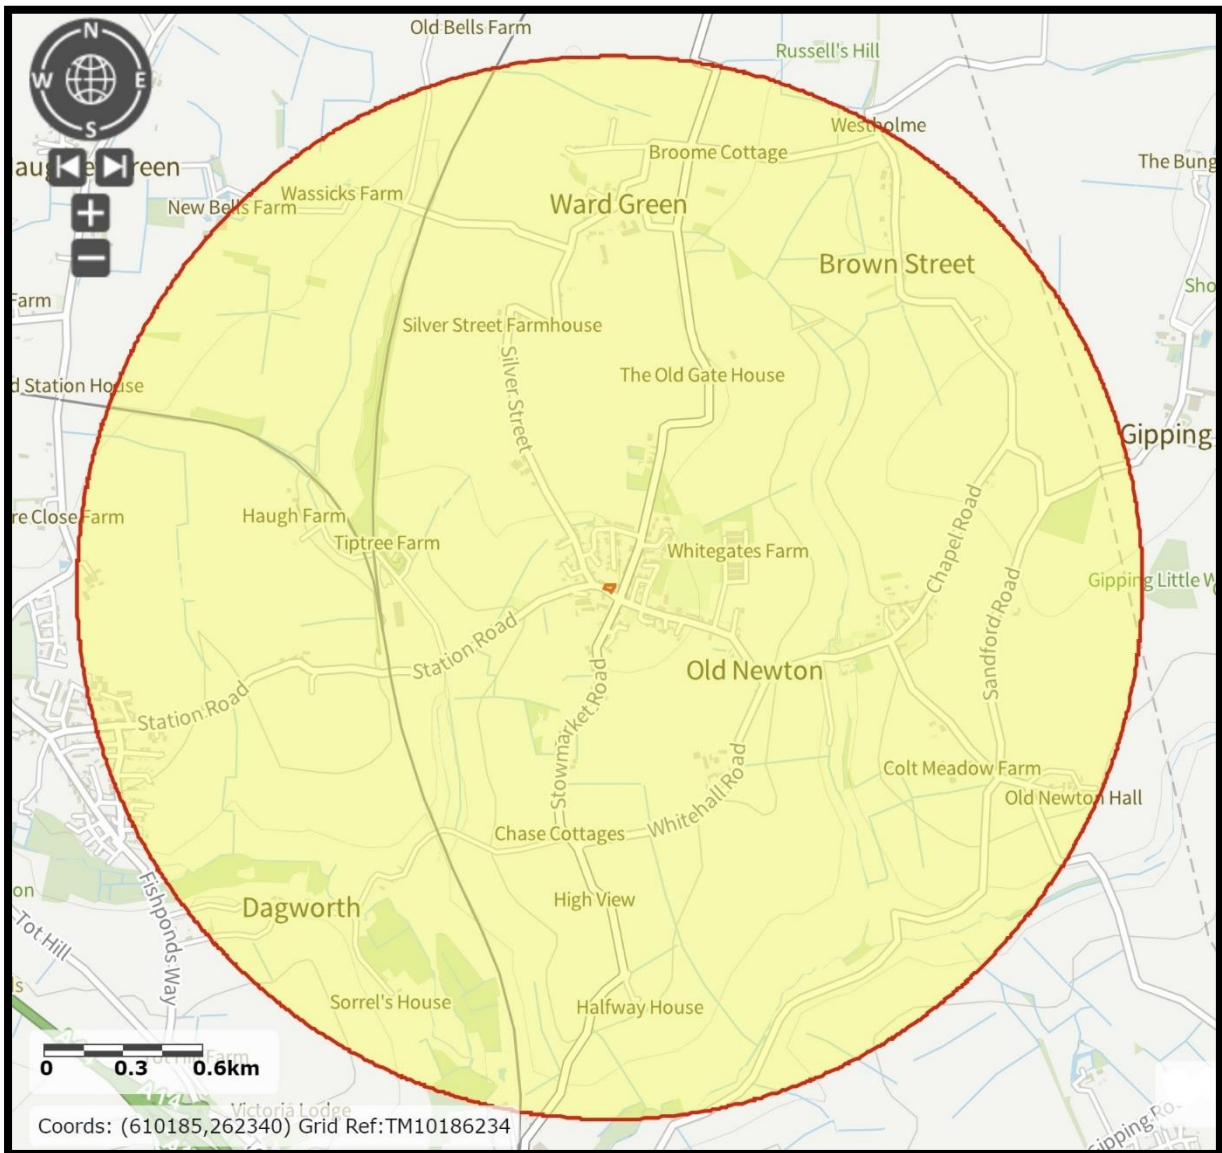 Old Bells Farm
N
Russell's Hill
W
E
S
Westholme
Broome Cottage
The Bung
Wassicks Farm
New Bells Farm
Ward Green
Brown Street
Farm
Sho
Silver Street Farmhouse
Silver Street
The Old Gate House
d Station House
Gipping
re Close Farm
Haugh Farm
Tiptree Farm
Whitegates Farm
Chapel Road
Gipping Little W
Sandford Road
Station Road
Old Newton
Station Road
Stowmarket Road
Whitehall Road
Colt Meadow Farm
Old Newton Hall
Chase Cottages
on
High View
Dagworth
Fishponds Way
Tot Hill
ls
Sorrel's House
Halfway House
0 0.3 0.6km
A14
Victoria Lodge
Coords: (610185,262340) Grid Ref:TM10186234
Gipping Ro